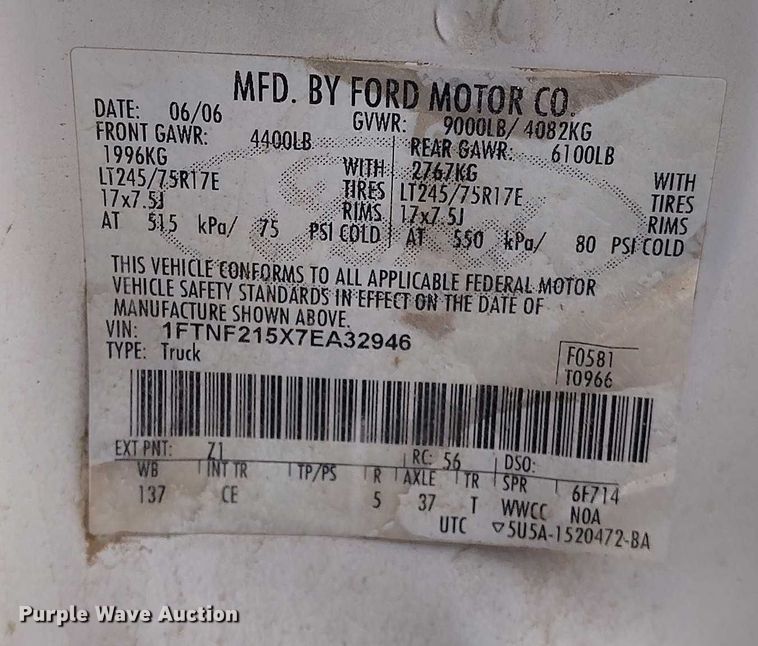 MFD. BY FORD MOTOR CO.
DATE: 06/06 GVWR: 9000LB/ 4082KG
FRONT GAWR: 4400LB REAR GAWR: 6100LB
1996KG WITH 2767KG WITH
LT245/75R17E TIRES LT245/75R17E TIRES
17x7.5J RIMS 17x7.5J RIMS
AT 515 kPa/ 75 PSI COLD AT 550 kPa/ 80 PSI COLD
THIS VEHICLE CONFORMS TO ALL APPLICABLE FEDERAL MOTOR
VEHICLE SAFETY STANDARDS IN EFFECT ON THE DATE OF
MANUFACTURE SHOWN ABOVE.
VIN: 1FTNF215X7EA32946
TYPE: Truck
F0581
T0966
EXT PNT: Z1 RC: 56 DSO:
WB INT TR TP/PS R AXLE TR SPR 6F714
137 CE 5 37 T WWCC NOA
UTC ▽5U5A-1520472-BA
Purple Wave Auction